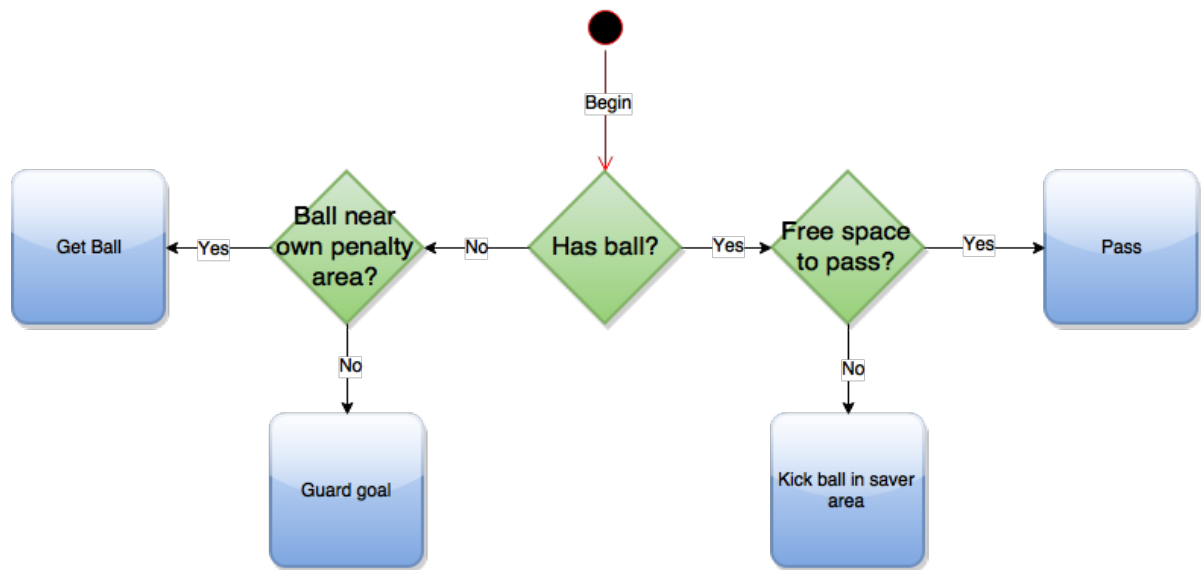 Begin
Get Ball
Yes
Ball near
own penalty
area?
No
Has ball?
Yes
Free space
to pass?
Yes
Pass
No
No
Guard goal
Kick ball in saver
area